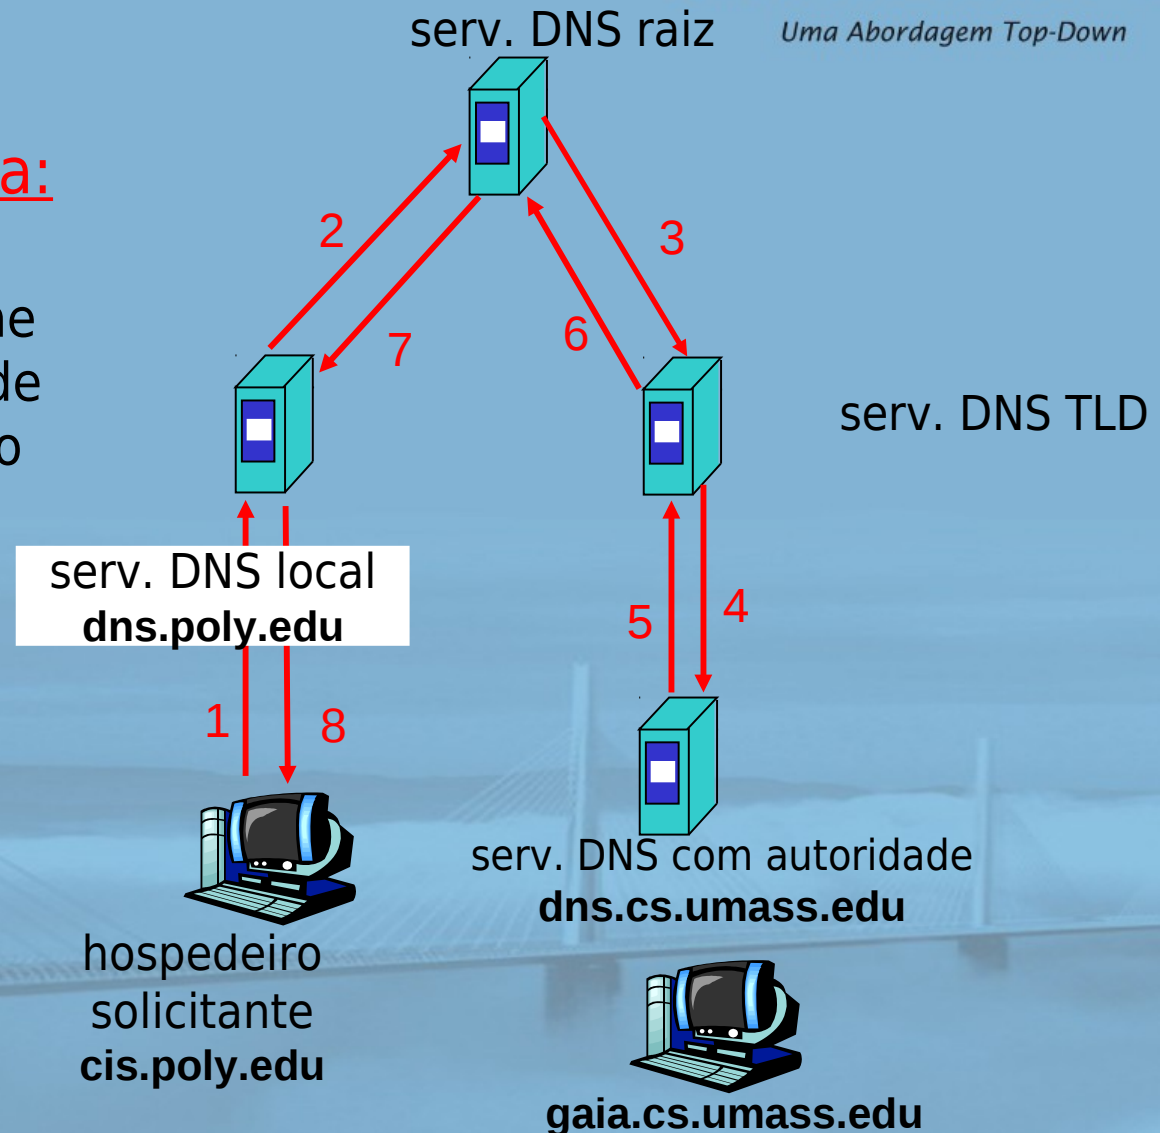 serv. DNS raiz
Uma Abordagem Top-Down
a:
2
3
7
6
ne
de
o
serv. DNS TLD
serv. DNS local
dns.poly.edu
5
4
1
8
serv. DNS com autoridade
dns.cs.umass.edu
hospedeiro
solicitante
cis.poly.edu
gaia.cs.umass.edu